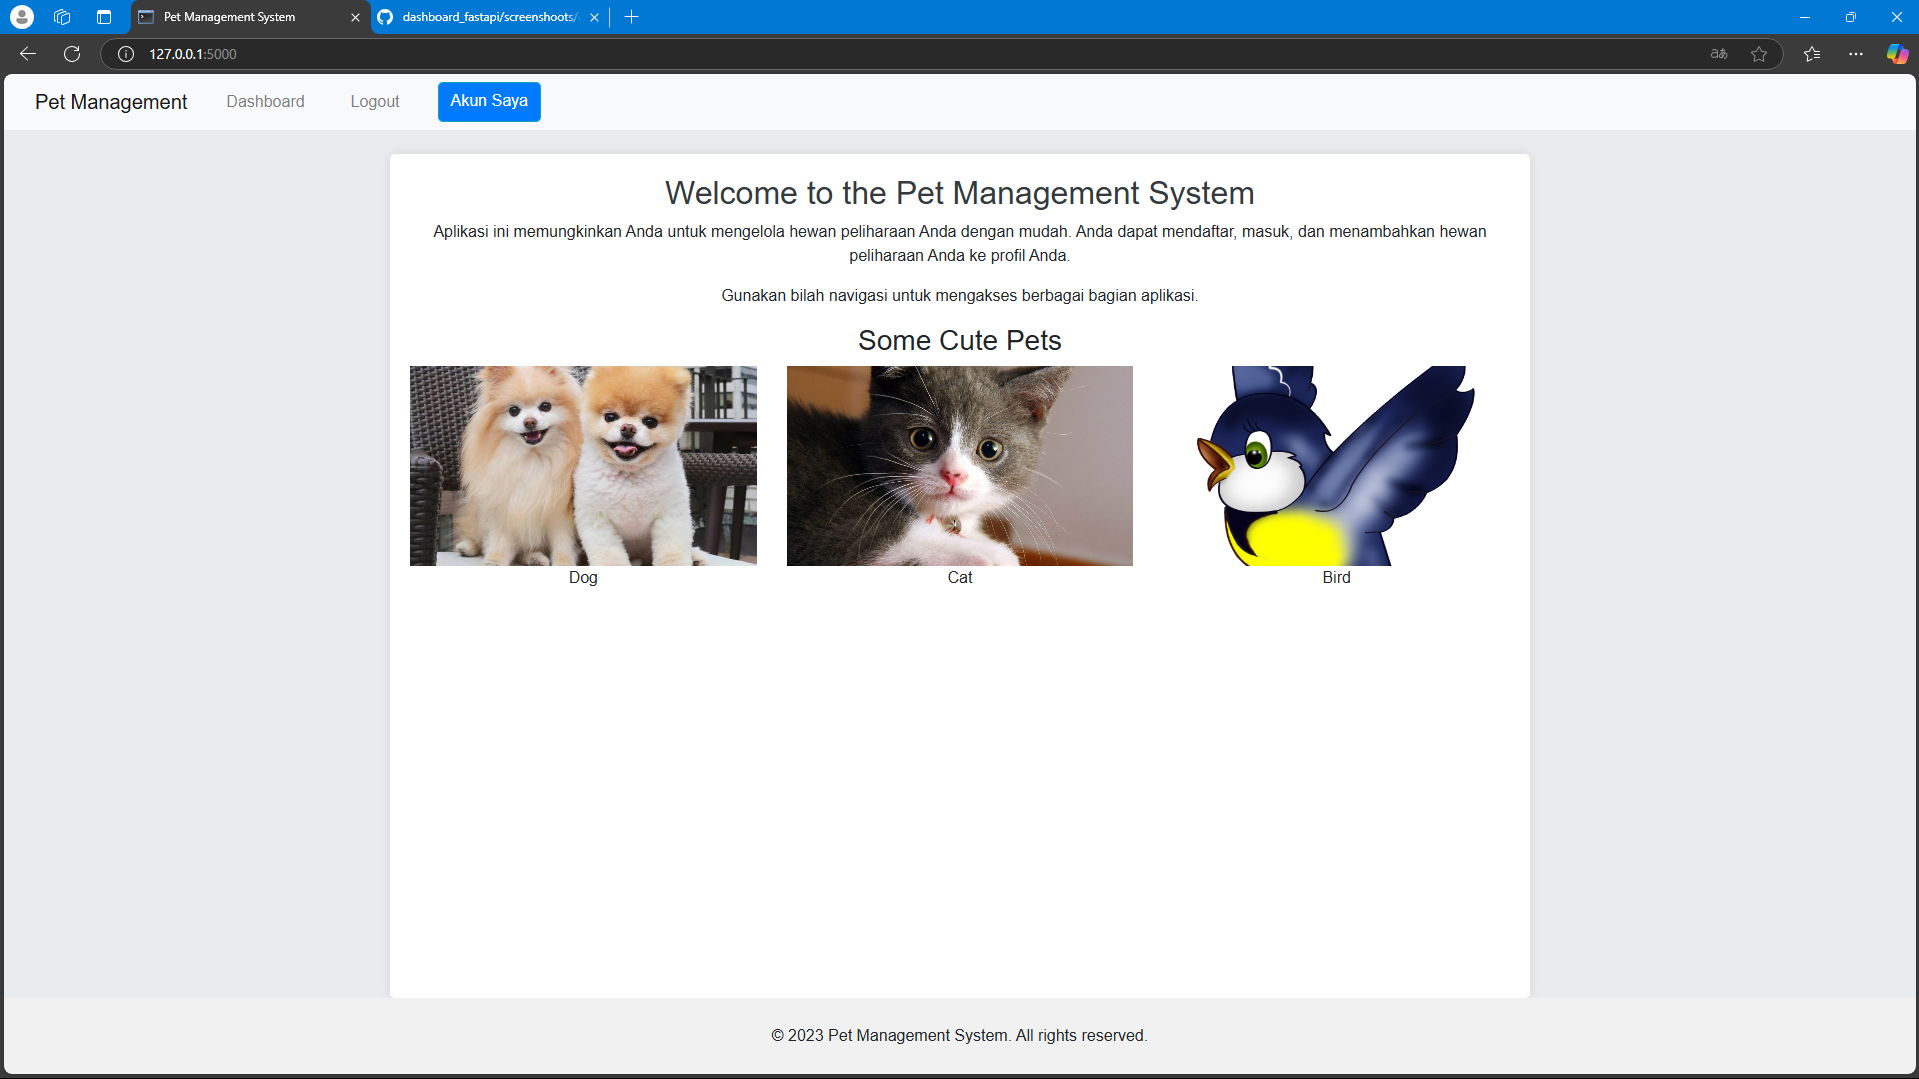 Pet Management System
dashboard_fastapi/screenshoots/
127.0.0.1:5000
Pet Management
Dashboard
Logout
Akun Saya
Welcome to the Pet Management System
Aplikasi ini memungkinkan Anda untuk mengelola hewan peliharaan Anda dengan mudah. Anda dapat mendaftar, masuk, dan menambahkan hewan
peliharaan Anda ke profil Anda.
Gunakan bilah navigasi untuk mengakses berbagai bagian aplikasi.
Some Cute Pets
Dog
Cat
Bird
© 2023 Pet Management System. All rights reserved.